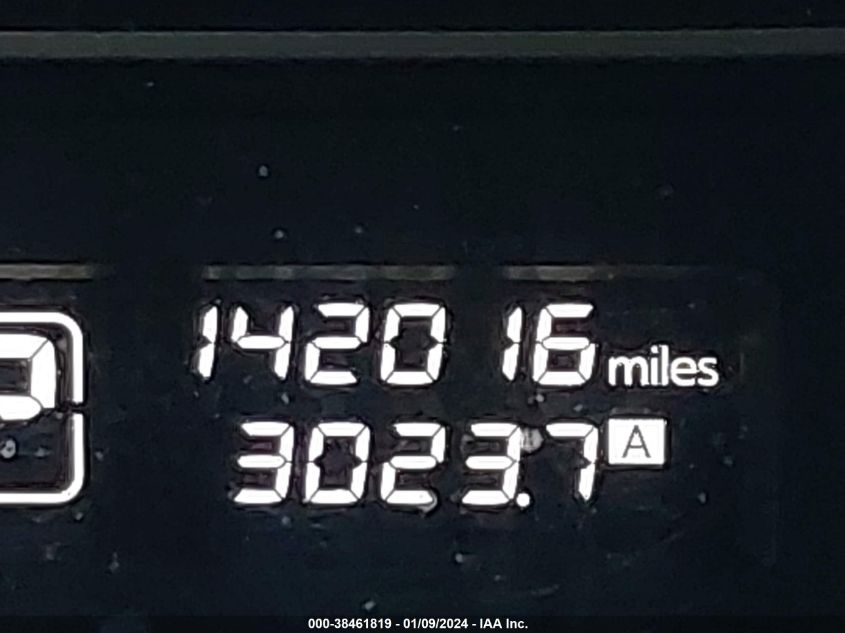 142016 miles
3023.7 A
000-38461819 - 01/09/2024 - IAA Inc.